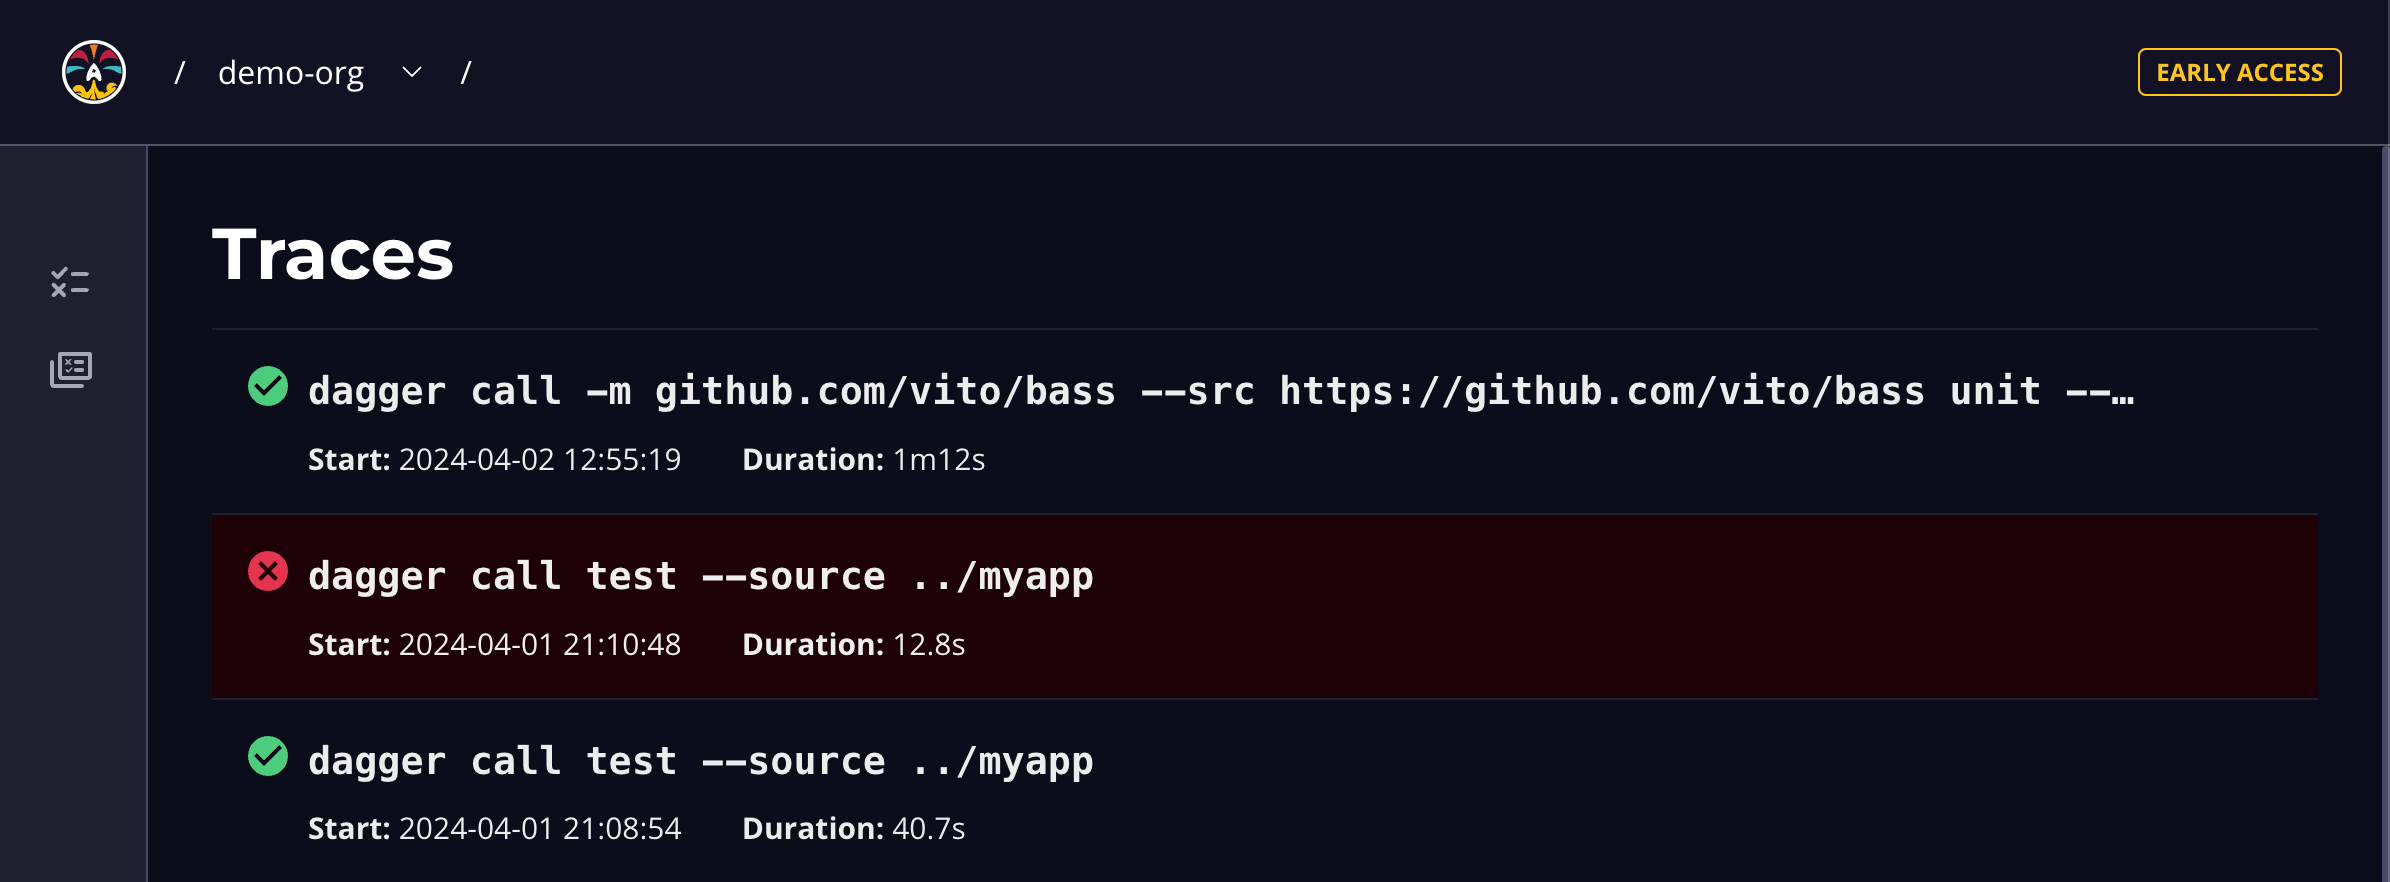 / demo-org /
EARLY ACCESS
Traces
dagger call -m github.com/vito/bass --src https://github.com/vito/bass unit --…
Start: 2024-04-02 12:55:19 Duration: 1m12s
dagger call test --source ../myapp
Start: 2024-04-01 21:10:48 Duration: 12.8s
dagger call test --source ../myapp
Start: 2024-04-01 21:08:54 Duration: 40.7s